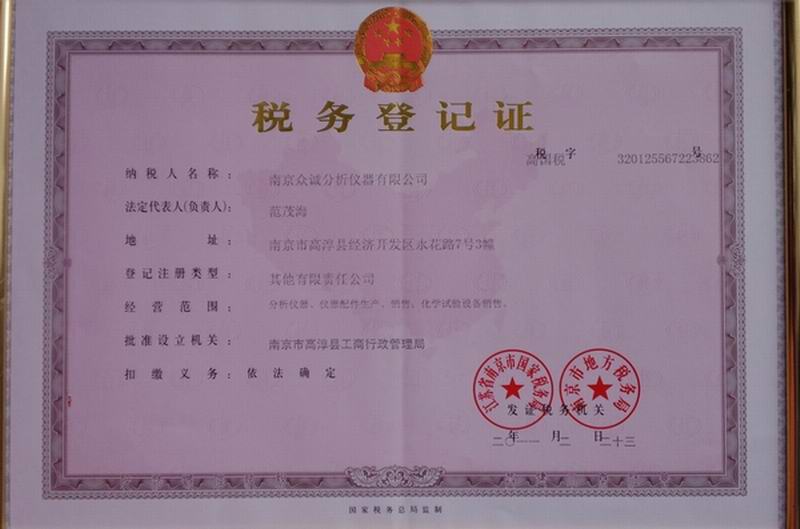 税务登记证
高国税 税字 320125567223862 号
纳税人名称： 南京众诚分析仪器有限公司
法定代表人(负责人)： 范茂海
地址： 南京市高淳县经济开发区永花路7号3幢
登记注册类型： 其他有限责任公司
经营范围： 分析仪器、仪器配件生产、销售、化学试验设备销售。
批准设立机关： 南京市高淳县工商行政管理局
扣缴义务： 依法确定
江苏省南京市国家税务局
南京市地方税务局
发证税务机关
二〇一一年 二月 二十三日
国家税务总局监制